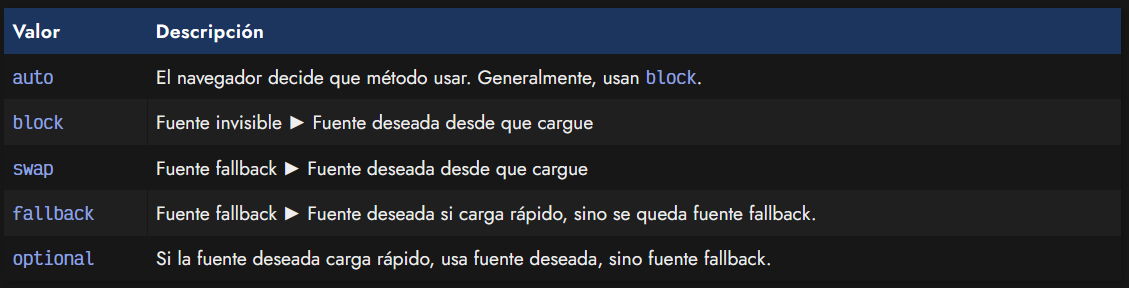 Valor Descripción
auto El navegador decide que método usar. Generalmente, usan block.
block Fuente invisible ► Fuente deseada desde que cargue
swap Fuente fallback ► Fuente deseada desde que cargue
fallback Fuente fallback ► Fuente deseada si carga rápido, sino se queda fuente fallback.
optional Si la fuente deseada carga rápido, usa fuente deseada, sino fuente fallback.